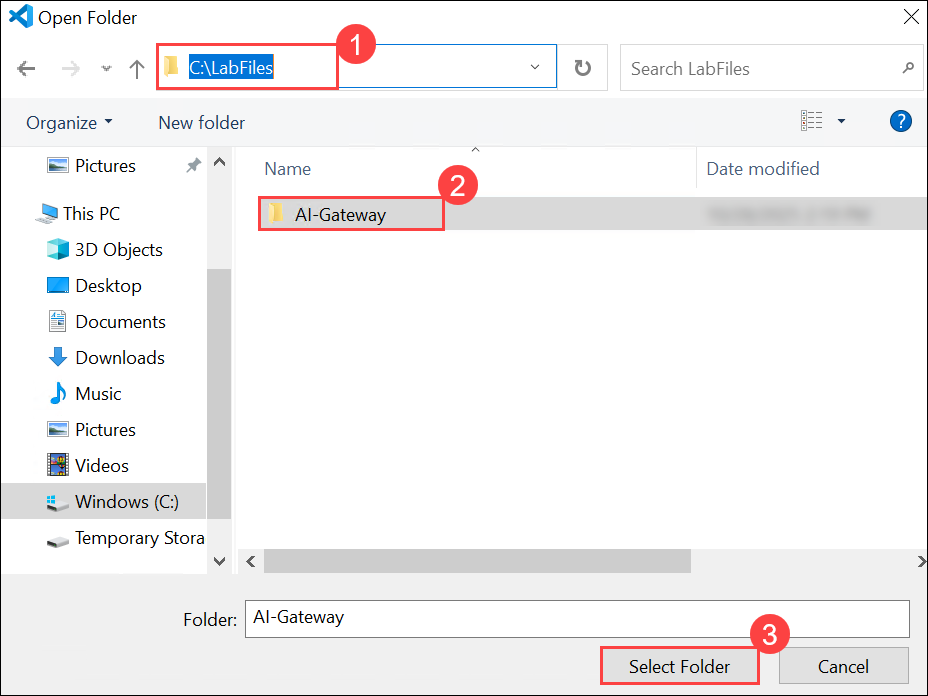 Open Folder
1
C:\LabFiles
Search LabFiles
Organize
New folder
?
Pictures
Name
Date modified
2
This PC
AI-Gateway
3D Objects
Desktop
Documents
Downloads
Music
Pictures
Videos
Windows (C:)
Temporary Stora
Folder:
AI-Gateway
3
Select Folder
Cancel